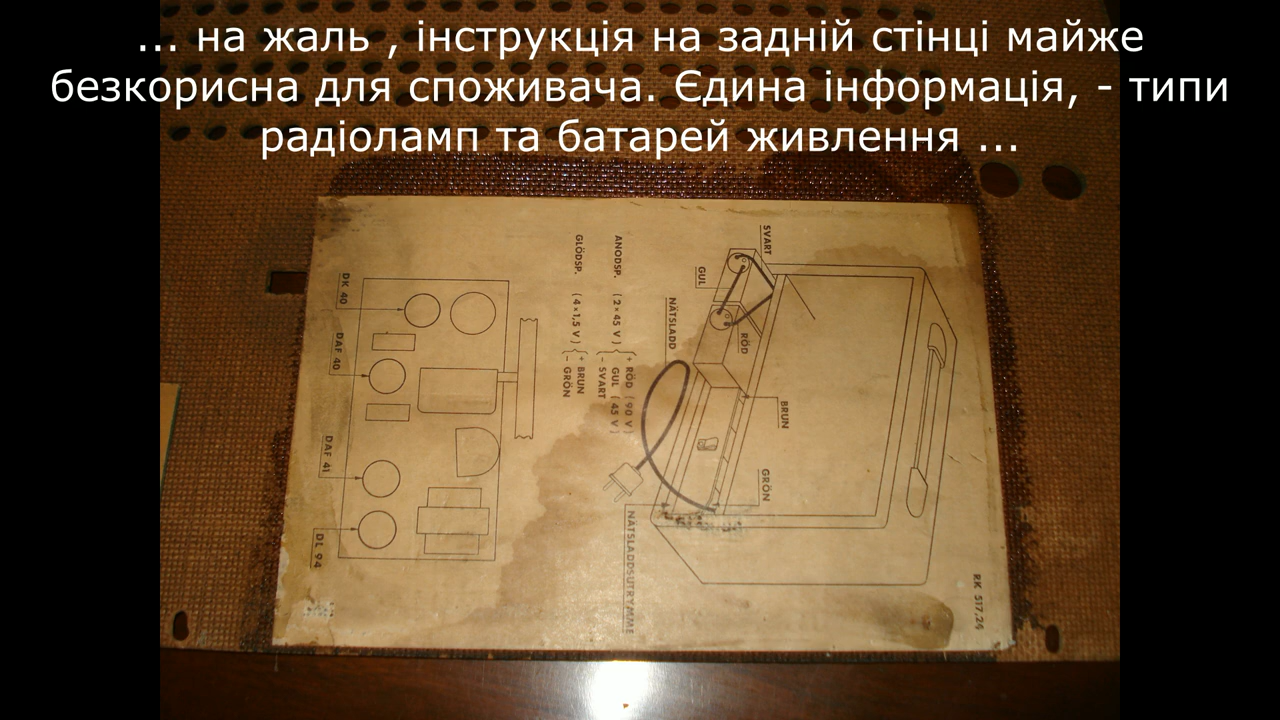 ... на жаль , інструкція на задній стінці майже
безкорисна для споживача. Єдина інформація, - типи
радіоламп та батарей живлення ...
RK 517,24
SVART
GUL
RÖD
NÄTSLADD
BRUN
GRÖN
NÄTSLADDSUTRYMME
ANODSP. (2×45 V) + RÖD (90 V)
GUL (45 V)
– SVART
GLÖDSP. (4×1,5 V) + BRUN
– GRÖN
DK 40
DAF 40
DAF 41
DL 94